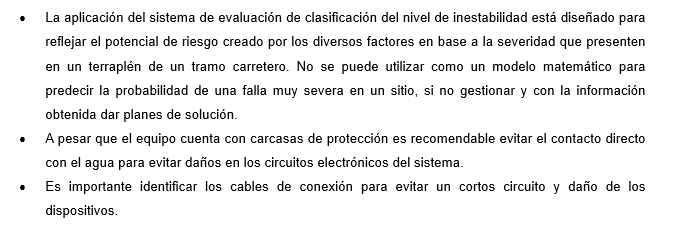 • La aplicación del sistema de evaluación de clasificación del nivel de inestabilidad está diseñado para
reflejar el potencial de riesgo creado por los diversos factores en base a la severidad que presenten
en un terraplén de un tramo carretero. No se puede utilizar como un modelo matemático para
predecir la probabilidad de una falla muy severa en un sitio, si no gestionar y con la información
obtenida dar planes de solución.
• A pesar que el equipo cuenta con carcasas de protección es recomendable evitar el contacto directo
con el agua para evitar daños en los circuitos electrónicos del sistema.
• Es importante identificar los cables de conexión para evitar un cortos circuito y daño de los
dispositivos.